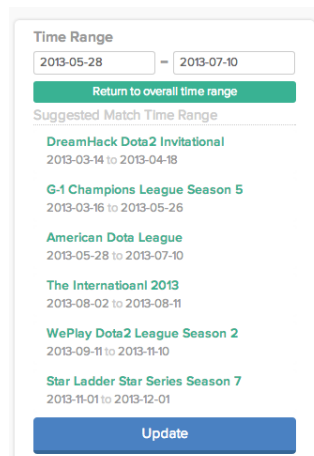 Time Range
2013-05-28 – 2013-07-10
Return to overall time range
Suggested Match Time Range
DreamHack Dota2 Invitational
2013-03-14 to 2013-04-18
G-1 Champions League Season 5
2013-03-16 to 2013-05-26
American Dota League
2013-05-28 to 2013-07-10
The Internatioanl 2013
2013-08-02 to 2013-08-11
WePlay Dota2 League Season 2
2013-09-11 to 2013-11-10
Star Ladder Star Series Season 7
2013-11-01 to 2013-12-01
Update